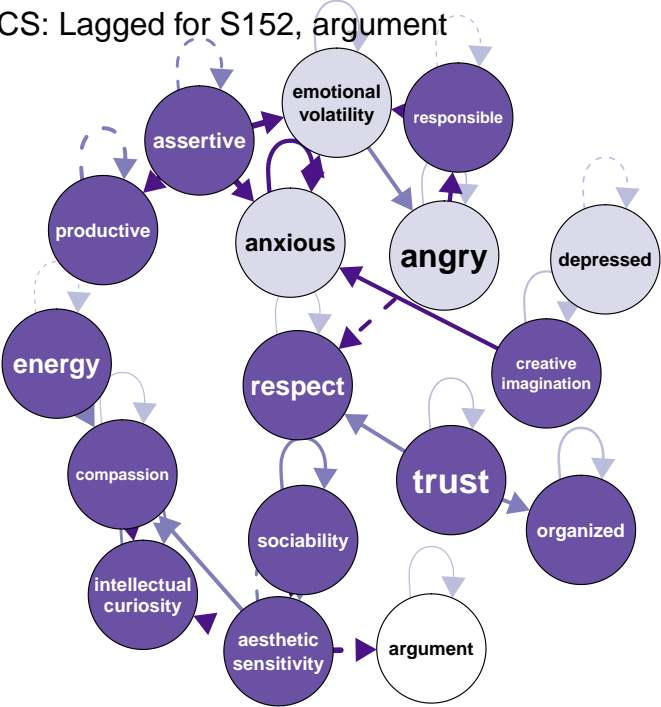 CS: Lagged for S152, argument
emotional
volatility
responsible
assertive
productive
anxious
angry
depressed
energy
respect
creative
imagination
compassion
trust
sociability
organized
intellectual
curiosity
aesthetic
sensitivity
argument